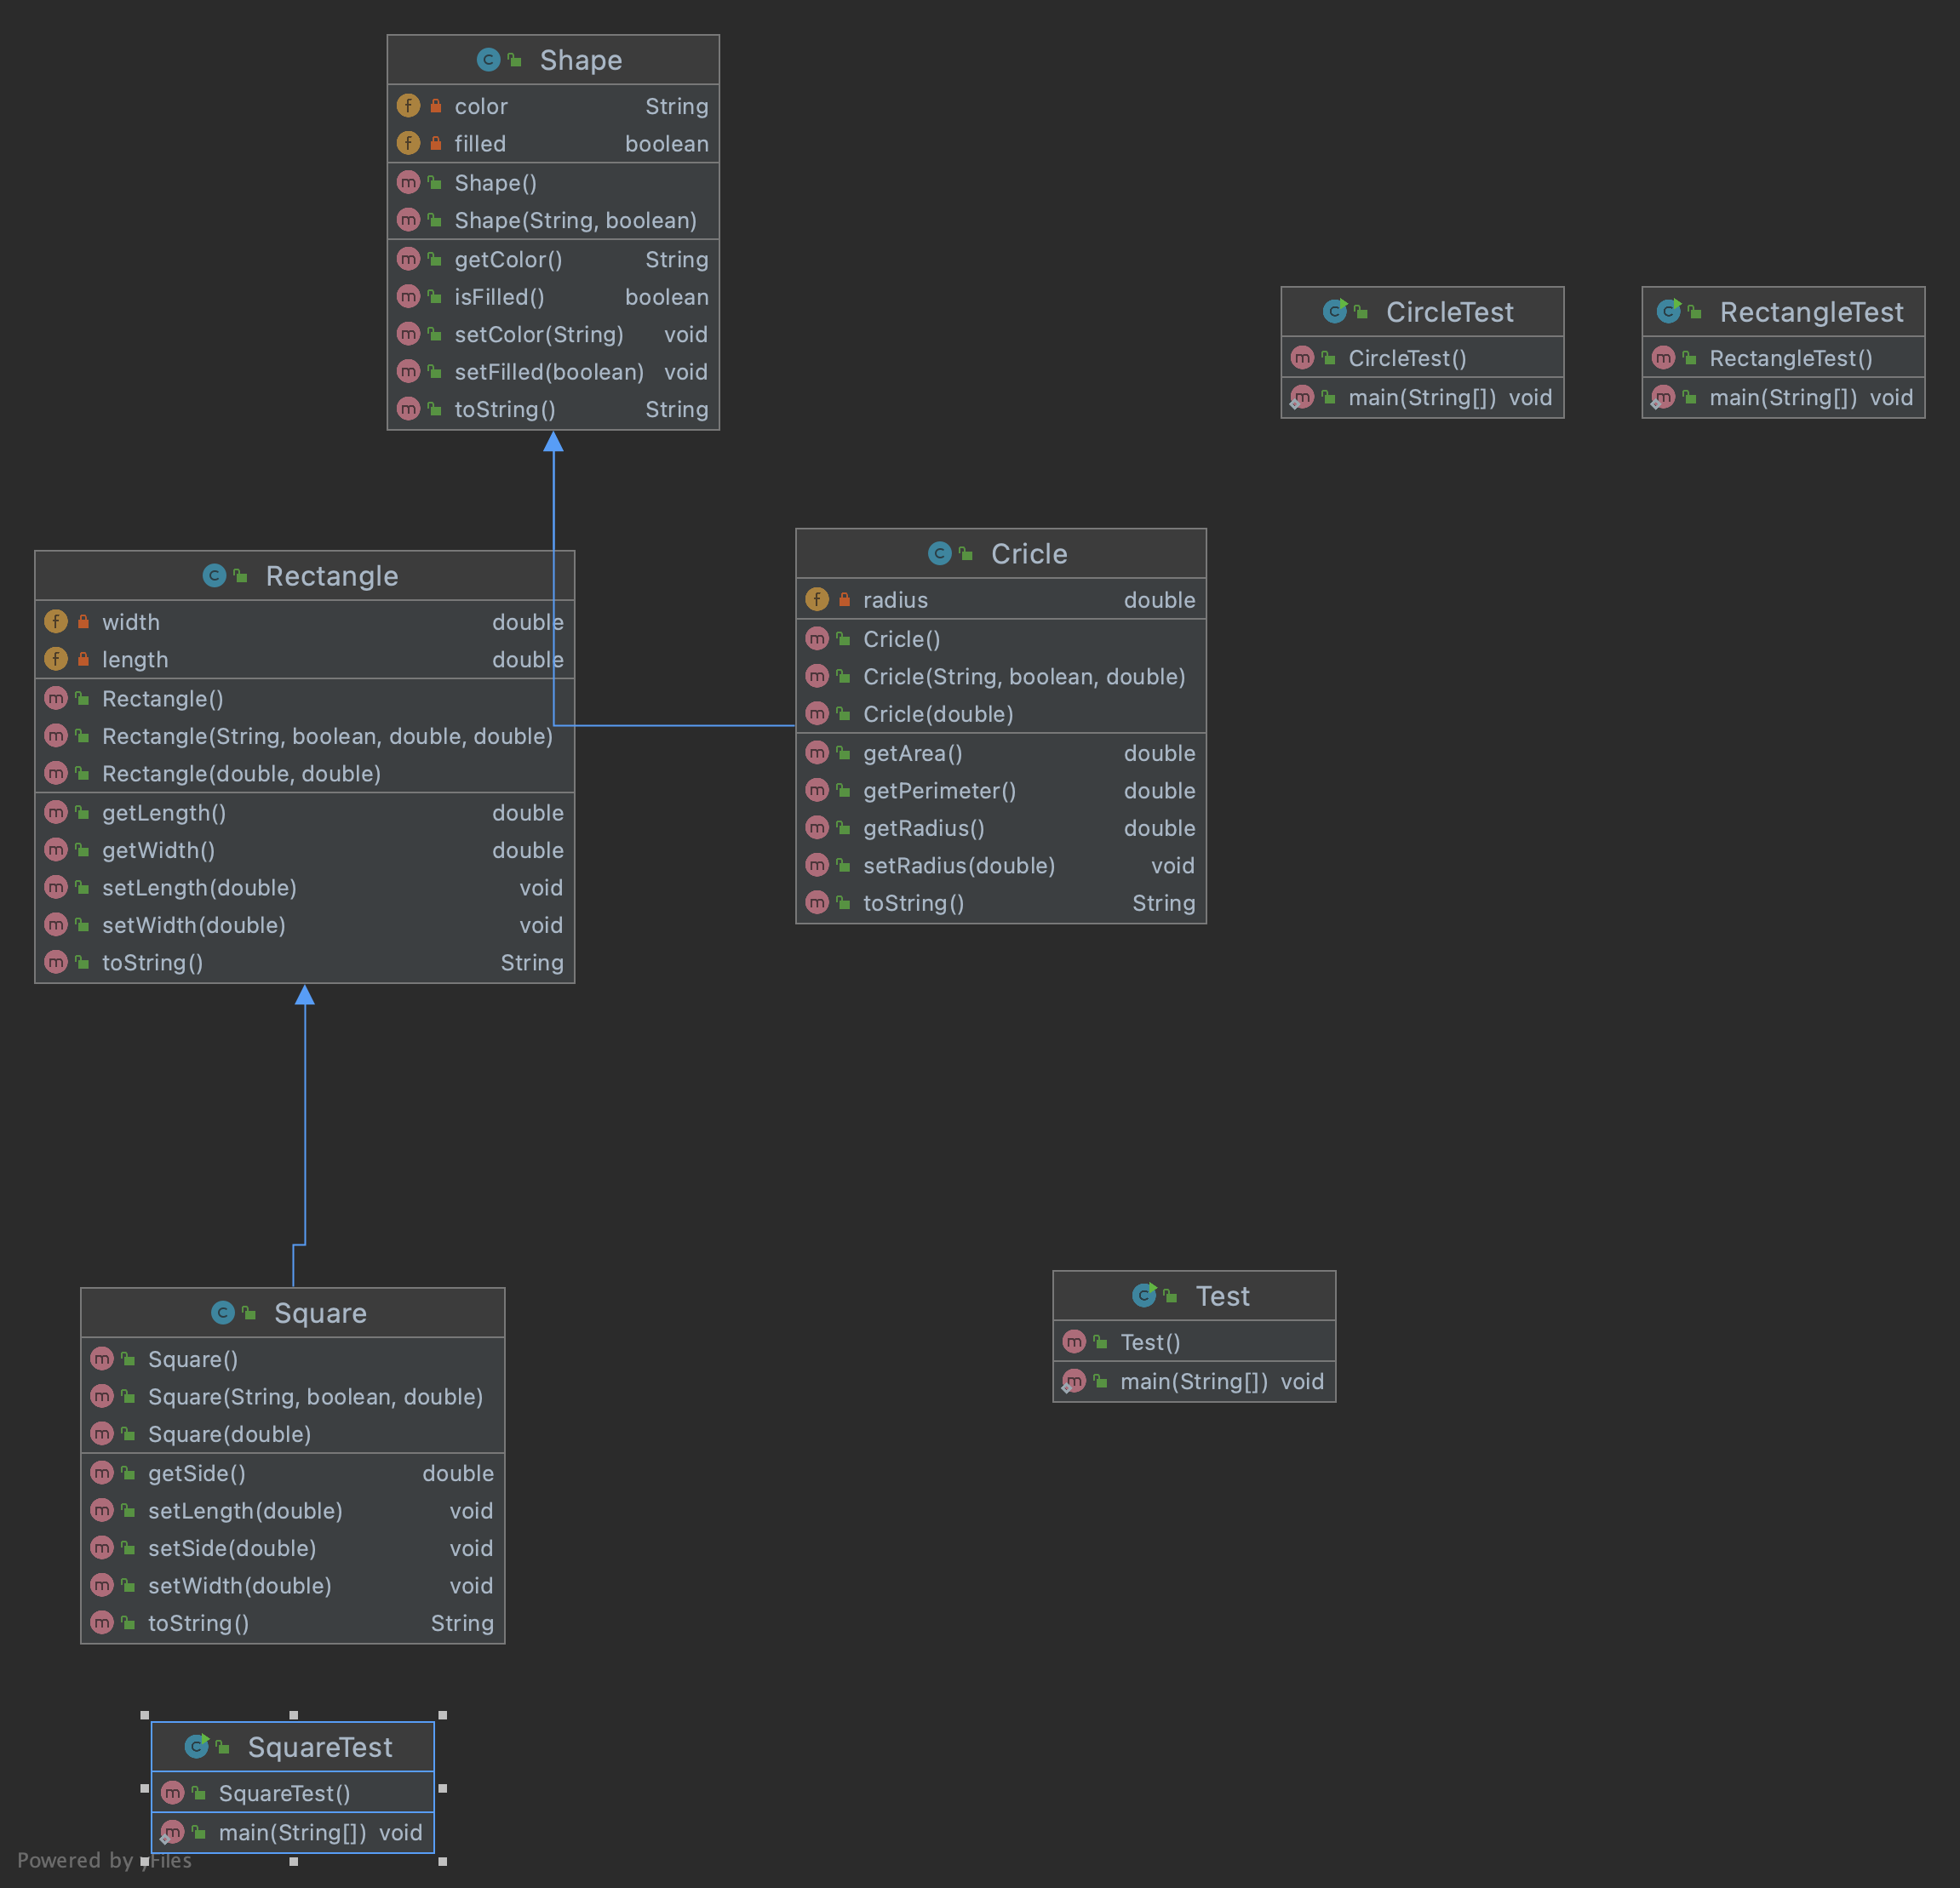 Shape
color String
filled boolean
Shape()
Shape(String, boolean)
getColor() String
isFilled() boolean
setColor(String) void
setFilled(boolean) void
toString() String
CircleTest
CircleTest()
main(String[]) void
RectangleTest
RectangleTest()
main(String[]) void
Rectangle
width double
length double
Rectangle()
Rectangle(String, boolean, double, double)
Rectangle(double, double)
getLength() double
getWidth() double
setLength(double) void
setWidth(double) void
toString() String
Cricle
radius double
Cricle()
Cricle(String, boolean, double)
Cricle(double)
getArea() double
getPerimeter() double
getRadius() double
setRadius(double) void
toString() String
Square
Square()
Square(String, boolean, double)
Square(double)
getSide() double
setLength(double) void
setSide(double) void
setWidth(double) void
toString() String
Test
Test()
main(String[]) void
SquareTest
SquareTest()
main(String[]) void
Powered by yFiles